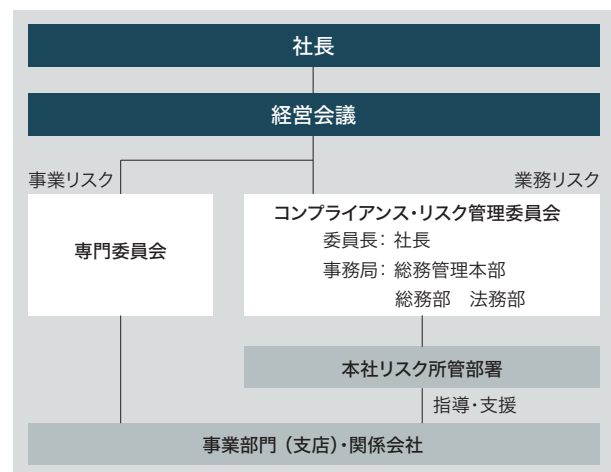 社長
経営会議
事業リスク
業務リスク
専門委員会
コンプライアンス・リスク管理委員会
委員長： 社長
事務局： 総務管理本部
総務部　法務部
本社リスク所管部署
指導・支援
事業部門（支店）・関係会社